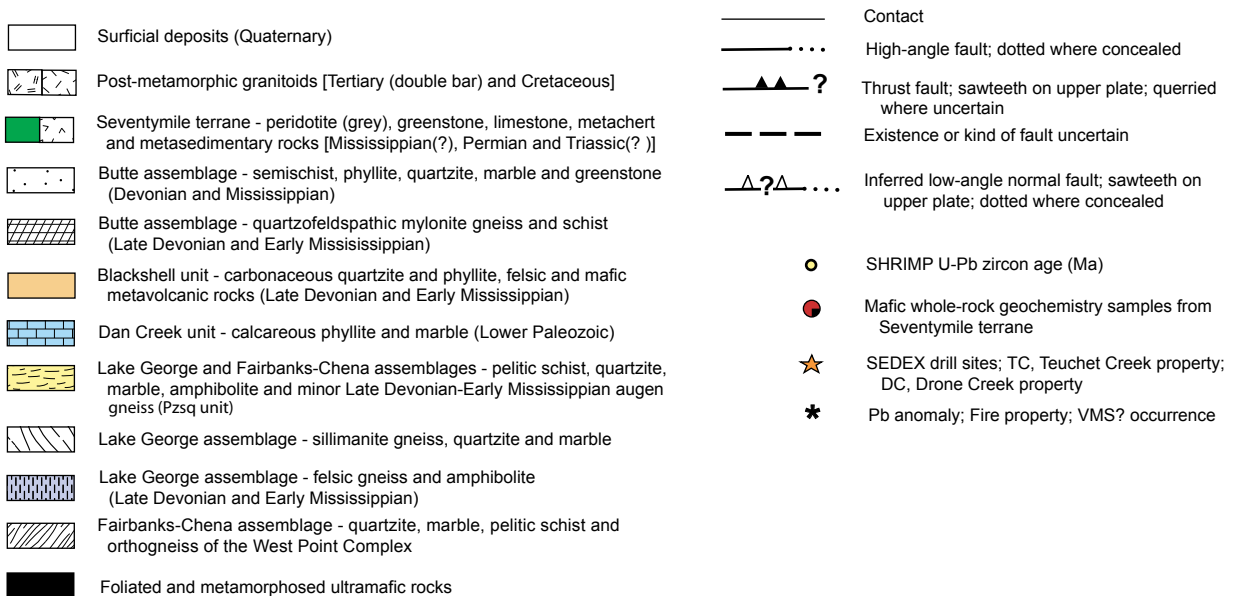 Surficial deposits (Quaternary)
Post-metamorphic granitoids [Tertiary (double bar) and Cretaceous]
Seventymile terrane - peridotite (grey), greenstone, limestone, metachert
and metasedimentary rocks [Mississippian(?), Permian and Triassic(? )]
Butte assemblage - semischist, phyllite, quartzite, marble and greenstone
(Devonian and Mississippian)
Butte assemblage - quartzofeldspathic mylonite gneiss and schist
(Late Devonian and Early Missisissippian)
Blackshell unit - carbonaceous quartzite and phyllite, felsic and mafic
metavolcanic rocks (Late Devonian and Early Mississippian)
Dan Creek unit - calcareous phyllite and marble (Lower Paleozoic)
Lake George and Fairbanks-Chena assemblages - pelitic schist, quartzite,
marble, amphibolite and minor Late Devonian-Early Mississippian augen
gneiss (Pzsq unit)
Lake George assemblage - sillimanite gneiss, quartzite and marble
Lake George assemblage - felsic gneiss and amphibolite
(Late Devonian and Early Mississippian)
Fairbanks-Chena assemblage - quartzite, marble, pelitic schist and
orthogneiss of the West Point Complex
Foliated and metamorphosed ultramafic rocks
Contact
High-angle fault; dotted where concealed
? Thrust fault; sawteeth on upper plate; querried
where uncertain
Existence or kind of fault uncertain
? Inferred low-angle normal fault; sawteeth on
upper plate; dotted where concealed
SHRIMP U-Pb zircon age (Ma)
Mafic whole-rock geochemistry samples from
Seventymile terrane
SEDEX drill sites; TC, Teuchet Creek property;
DC, Drone Creek property
* Pb anomaly; Fire property; VMS? occurrence